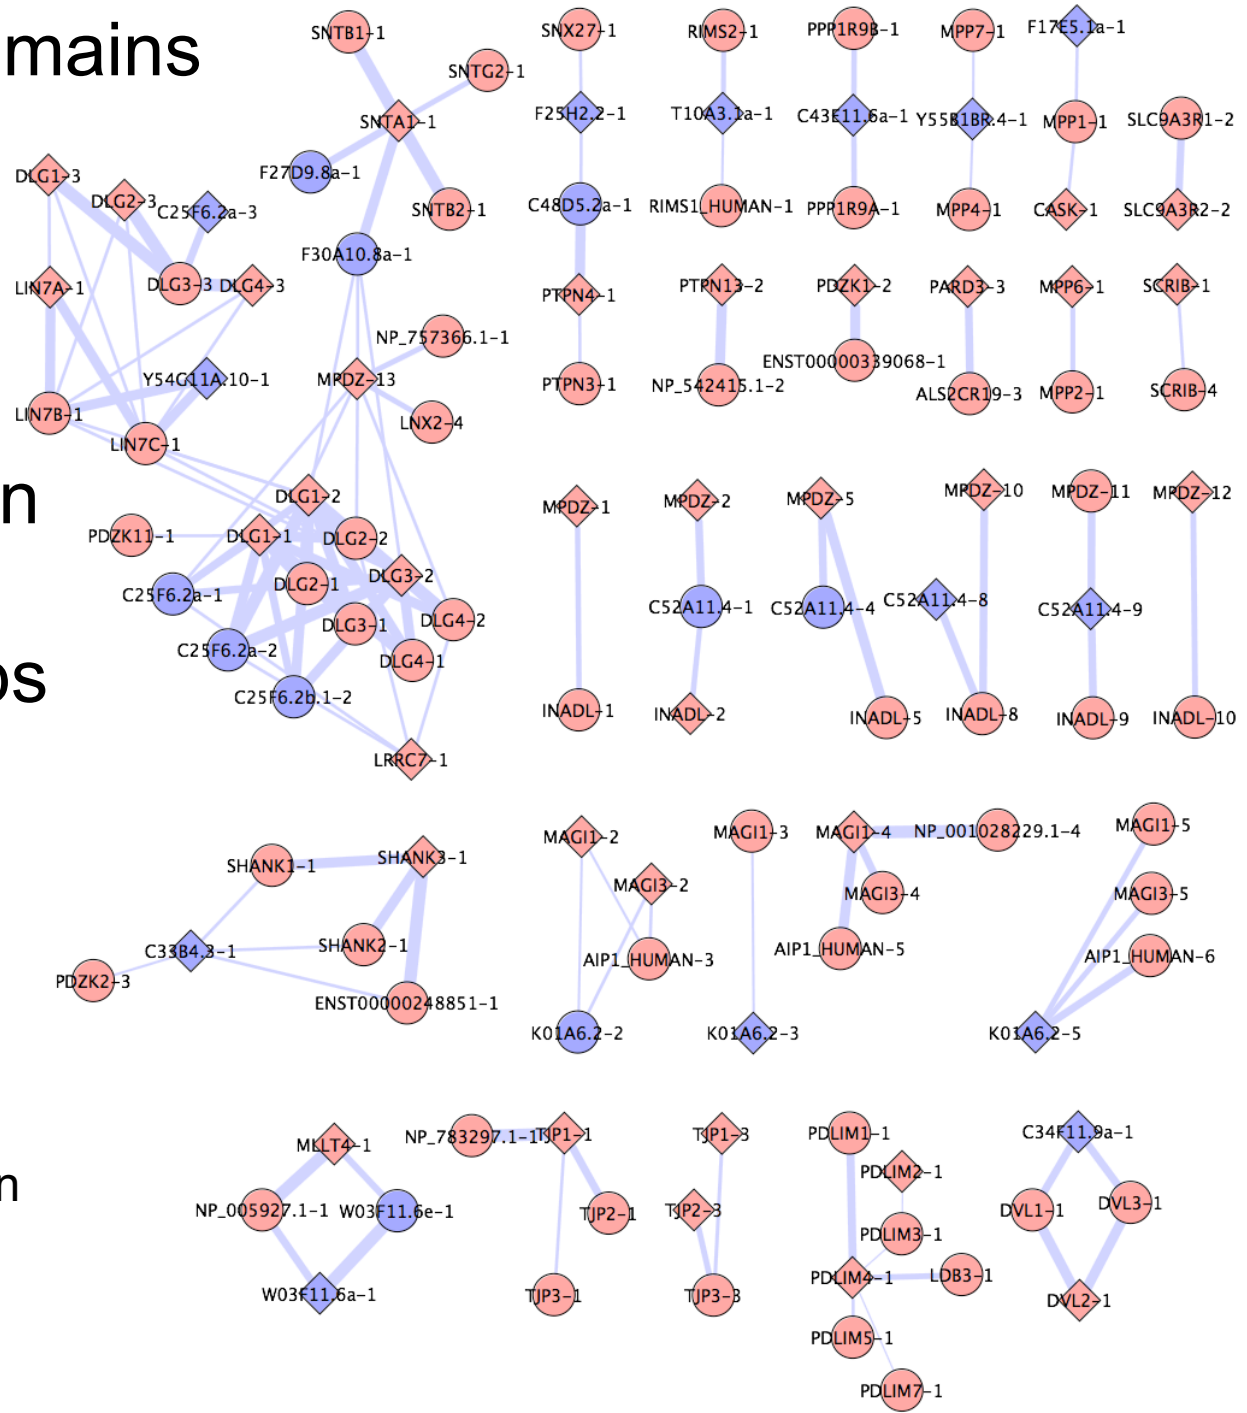 mains
n
os
n
SNTB1-1
SNTG2-1
SNTA1-1
F27D9.8a-1
SNTB2-1
F30A10.8a-1
DLG1-3
DLG2-3
C25F6.2a-3
LIN7A-1
DLG3-3
DLG4-3
Y54G11A.10-1
LIN7B-1
LIN7C-1
NP_757366.1-1
MPDZ-13
LNX2-4
DLG1-2
PDZK11-1
DLG1-1
DLG2-2
DLG3-2
C25F6.2a-1
DLG2-1
DLG3-1
DLG4-2
C25F6.2a-2
DLG4-1
C25F6.2b.1-2
LRRC7-1
SNX27-1
RIMS2-1
PPP1R9B-1
MPP7-1
F17E5.1a-1
F25H2.2-1
T10A3.1a-1
C43E11.6a-1
Y55B1BR.4-1
MPP1-1
SLC9A3R1-2
C48D5.2a-1
RIMS1_HUMAN-1
PPP1R9A-1
MPP4-1
CASK-1
SLC9A3R2-2
PTPN4-1
PTPN13-2
PDZK1-2
PARD3-3
MPP6-1
SCRIB-1
PTPN3-1
NP_542415.1-2
ENST00000339068-1
ALS2CR19-3
MPP2-1
SCRIB-4
MPDZ-1
MPDZ-2
MPDZ-5
MPDZ-10
MPDZ-11
MPDZ-12
C52A11.4-1
C52A11.4-4
C52A11.4-8
C52A11.4-9
INADL-1
INADL-2
INADL-5
INADL-8
INADL-9
INADL-10
SHANK1-1
SHANK3-1
C33B4.3-1
SHANK2-1
PDZK2-3
ENST00000248851-1
MAGI1-2
MAGI3-2
AIP1_HUMAN-3
K01A6.2-2
MAGI1-3
K01A6.2-3
MAGI1-4
NP_001028229.1-4
MAGI3-4
AIP1_HUMAN-5
MAGI1-5
MAGI3-5
AIP1_HUMAN-6
K01A6.2-5
MLLT4-1
NP_005927.1-1
W03F11.6e-1
W03F11.6a-1
NP_783297.1-1
TJP1-1
TJP2-1
TJP3-1
TJP1-3
TJP2-3
TJP3-3
PDLIM1-1
PDLIM2-1
PDLIM3-1
PDLIM4-1
LDB3-1
PDLIM5-1
PDLIM7-1
C34F11.9a-1
DVL1-1
DVL3-1
DVL2-1